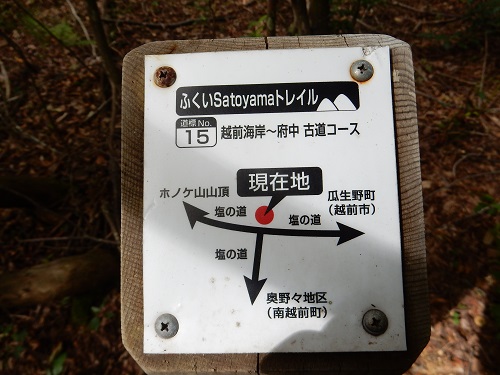 ふくいSatoyamaトレイル
道標No.
15
越前海岸～府中 古道コース
現在地
ホノケ山山頂
瓜生野町
（越前市）
塩の道
塩の道
塩の道
奥野々地区
（南越前町）